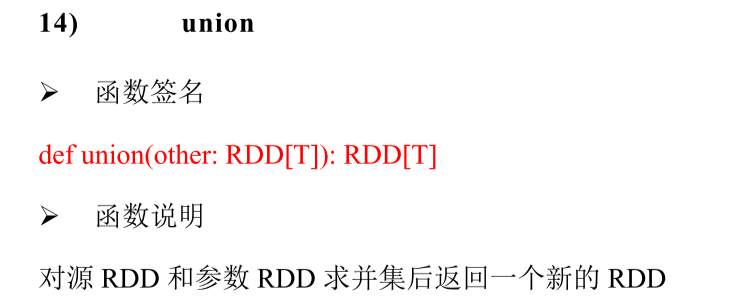 14) union
➢ 函数签名
def union(other: RDD[T]): RDD[T]
➢ 函数说明
对源 RDD 和参数 RDD 求并集后返回一个新的 RDD